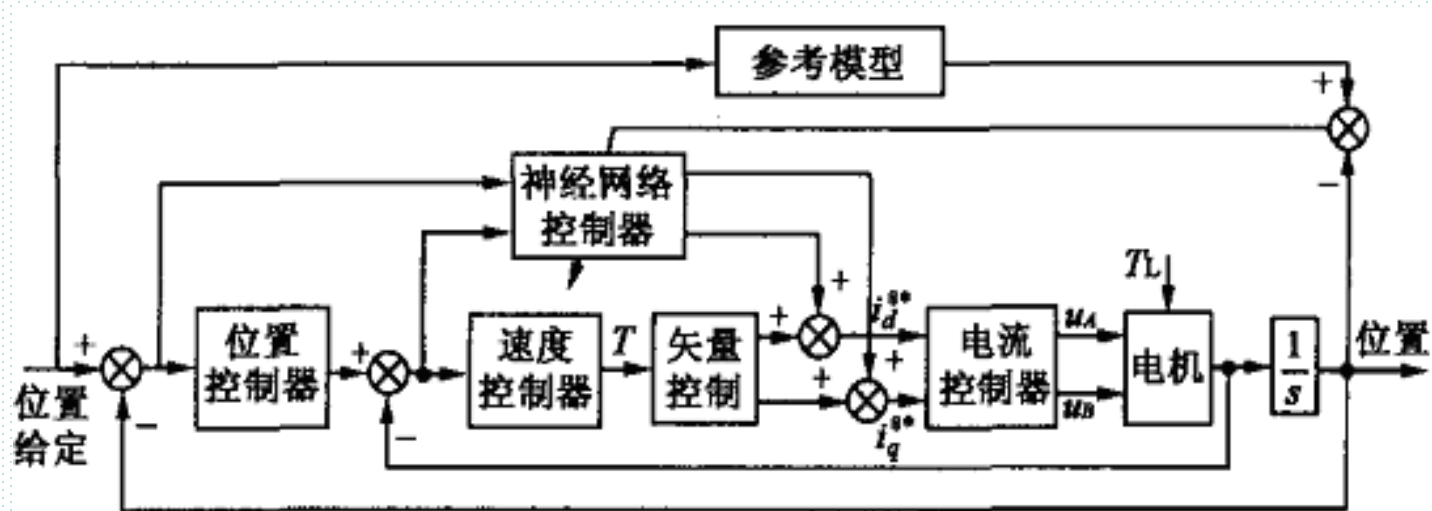 参考模型
+
−
神经网络
控制器
+
T_L
位置
控制器
速度
控制器
T
矢量
控制
+
+
+
i_d^{s*}
i_q^{s*}
电流
控制器
u_A
u_B
电机
1
s
位置
+
−
+
−
位置
给定